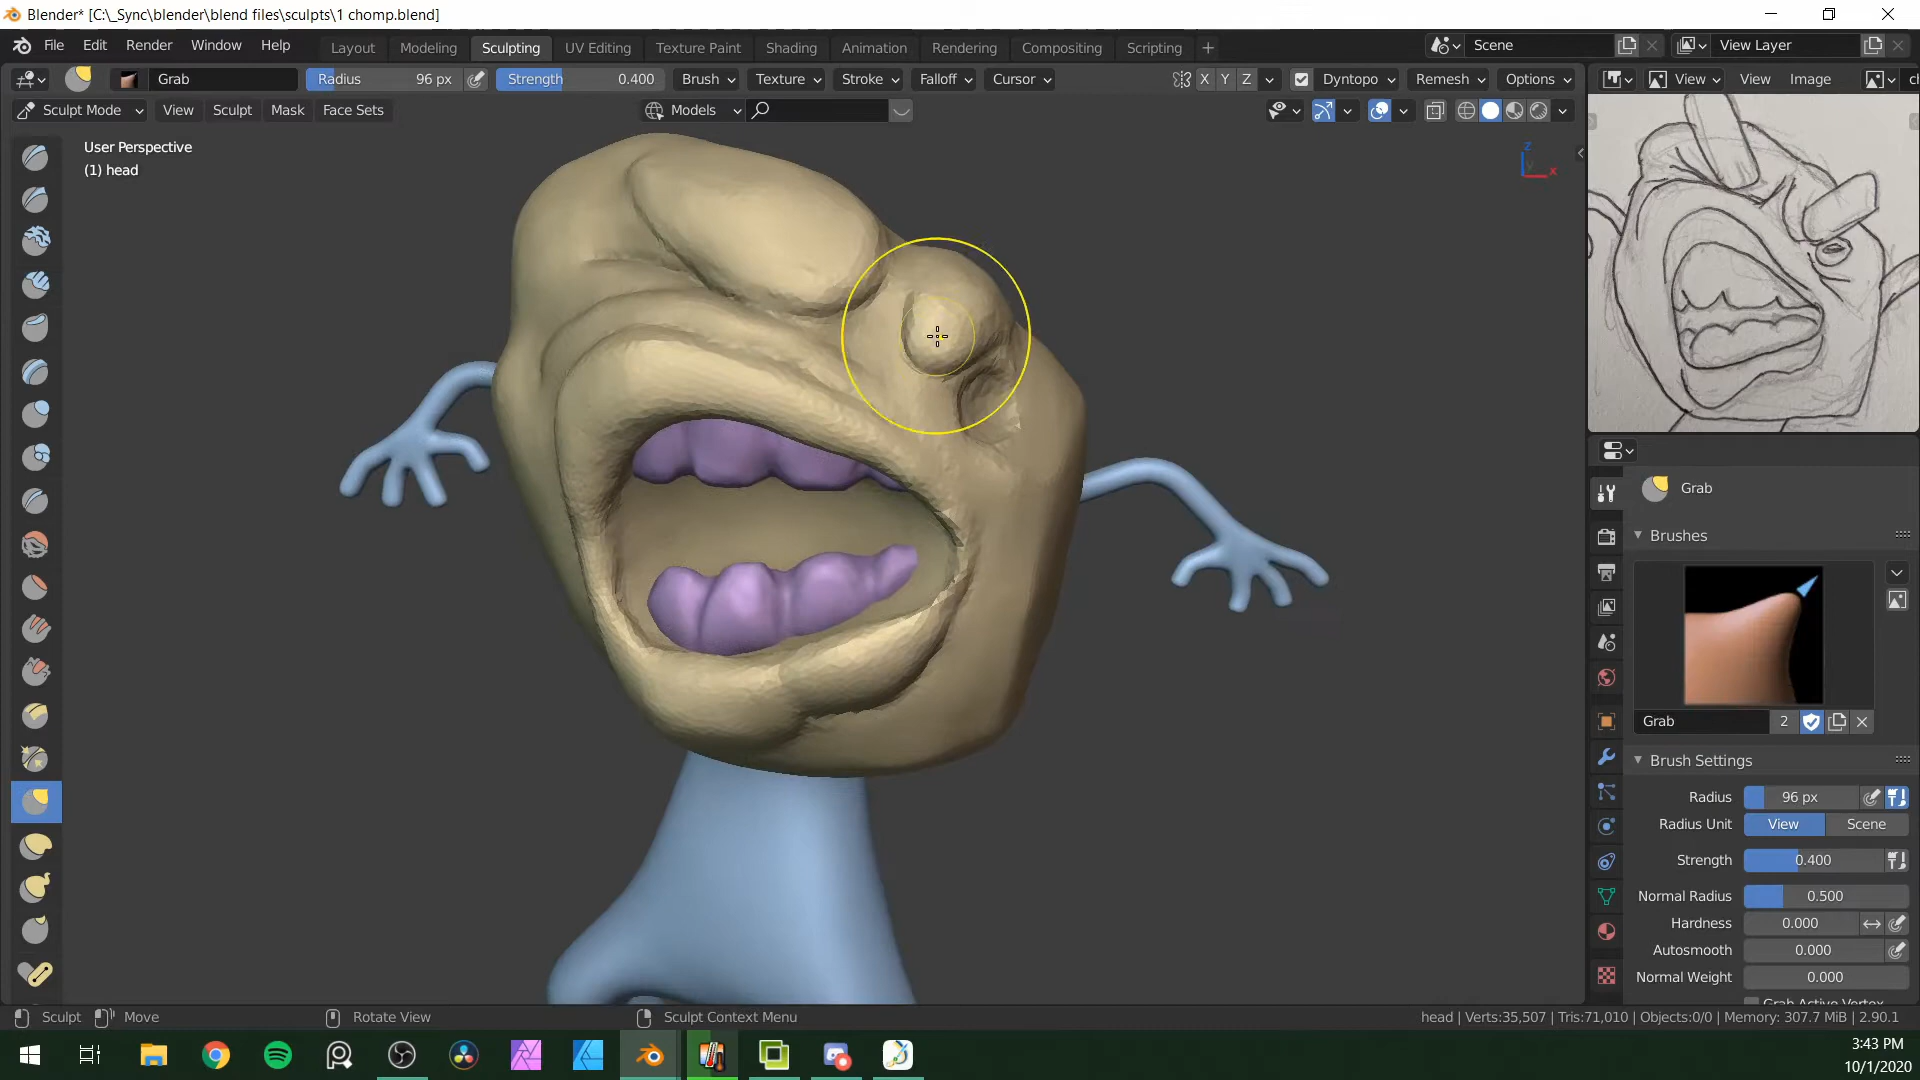 Blender* [C:\_Sync\blender\blend files\sculpts\1 chomp.blend]
File Edit Render Window Help
Layout Modeling Sculpting UV Editing Texture Paint Shading Animation Rendering Compositing Scripting +
Scene
View Layer
Grab
Radius 96 px
Strength 0.400
Brush Texture Stroke Falloff Cursor
X Y Z
Dyntopo Remesh Options
View View Image
Sculpt Mode View Sculpt Mask Face Sets
Models
User Perspective
(1) head
Z
Y
X
Grab
Brushes
Grab 2
Brush Settings
Radius 96 px
Radius Unit View Scene
Strength 0.400
Normal Radius 0.500
Hardness 0.000
Autosmooth 0.000
Normal Weight 0.000
Grab Active Vertex
Sculpt Move Rotate View Sculpt Context Menu
head | Verts:35,507 | Tris:71,010 | Objects:0/0 | Memory: 307.7 MiB | 2.90.1
3:43 PM
10/1/2020